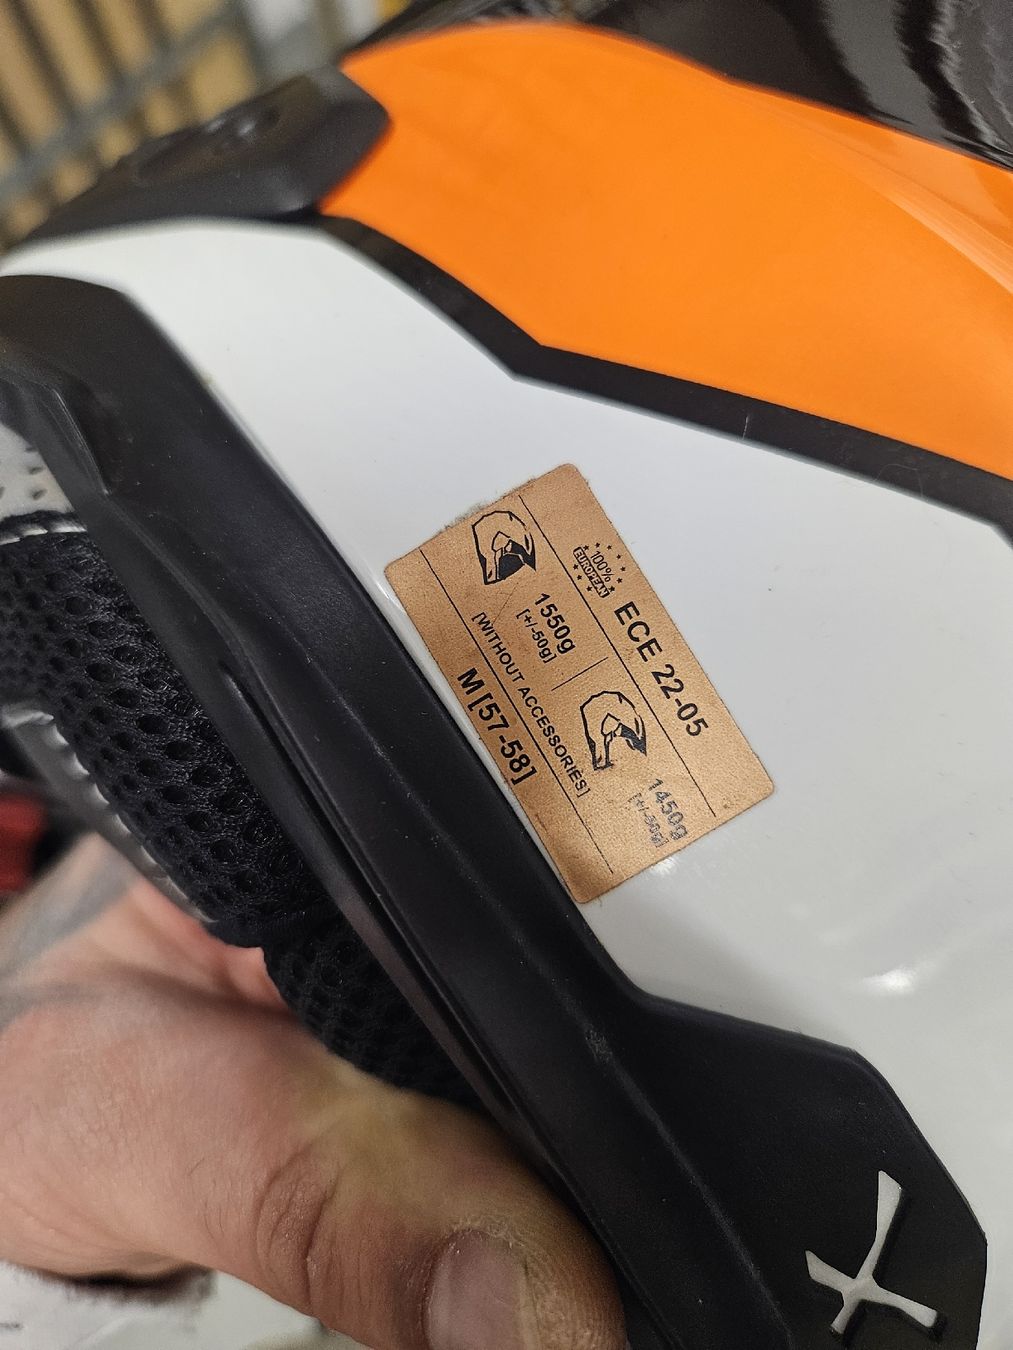 100%
EUROPEAN
ECE 22-05
1550g
[+/-50g]
1450g
[+/-50g]
[WITHOUT ACCESSORIES]
M [57-58]